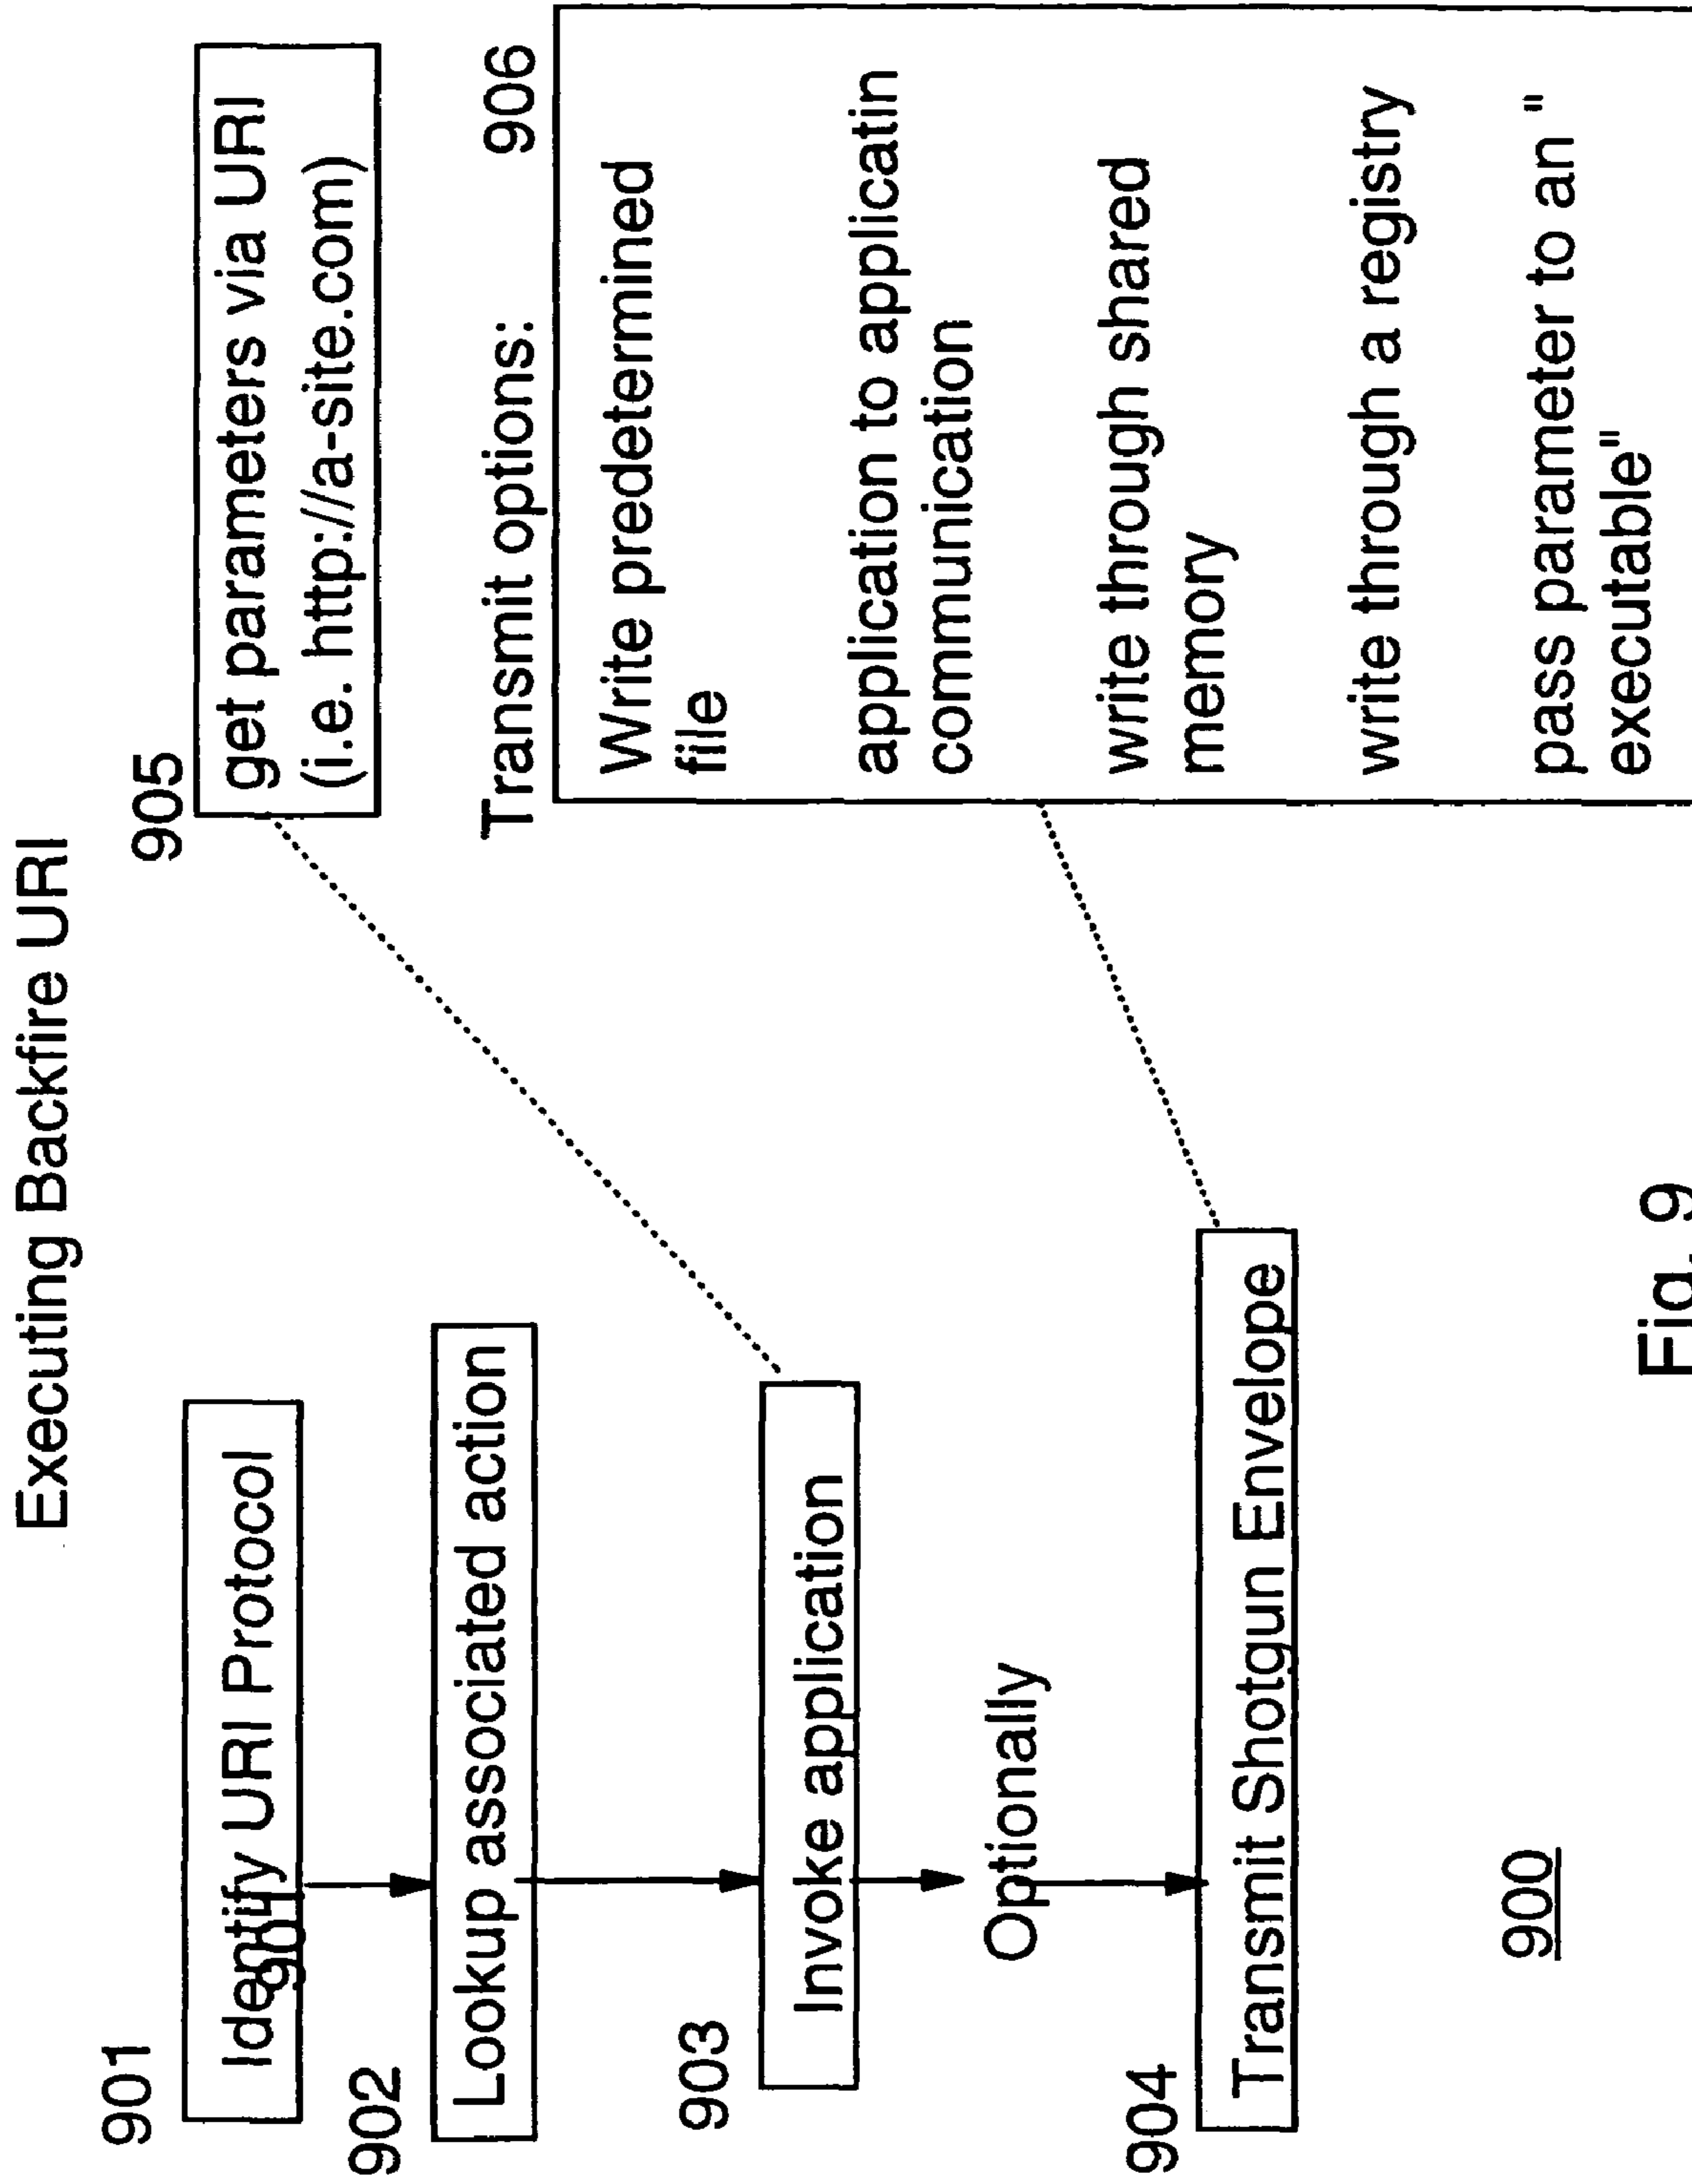 Executing Backfire URI
901
Identify URI Protocol
901
902
Lookup associated action
903
Invoke application
Optionally
904
Transmit Shotgun Envelope
900
905
get parameters via URI
(i.e. http://a-site.com)
Transmit options:
906
Write predetermined
file
application to applicatin
communication
write through shared
memory
write through a registry
pass parameter to an "
executable"
Fig. 9